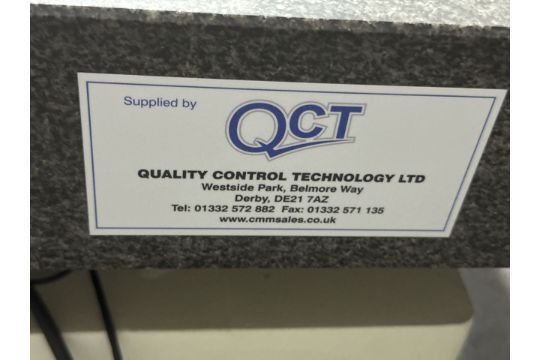 Supplied by
QCT
QUALITY CONTROL TECHNOLOGY LTD
Westside Park, Belmore Way
Derby, DE21 7AZ
Tel: 01332 572 882 Fax: 01332 571 135
www.cmmsales.co.uk